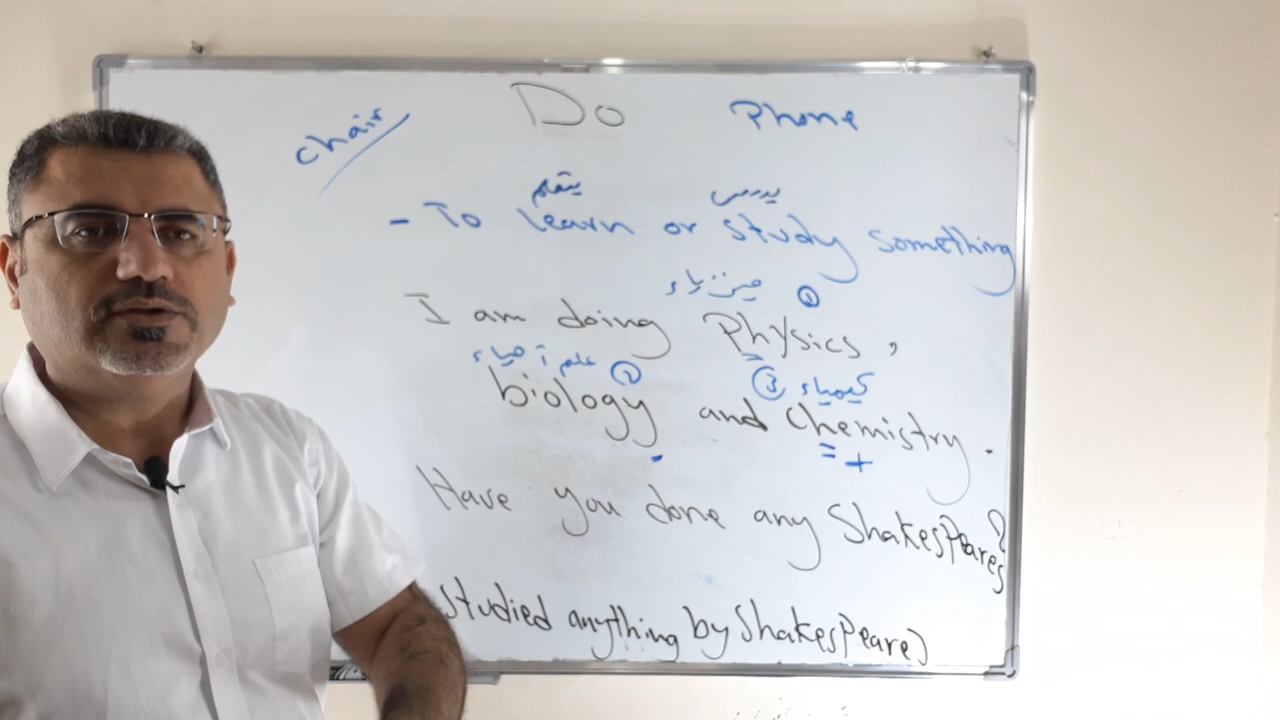 chair Do Phone
يتعلم يدرس
- To learn or study something
فيزياء ①
I am doing Physics,
علم أحياء ② ③ كيمياء
biology and Chemistry.
= +
Have you done any Shakespeare?
studied anything by Shakespeare)